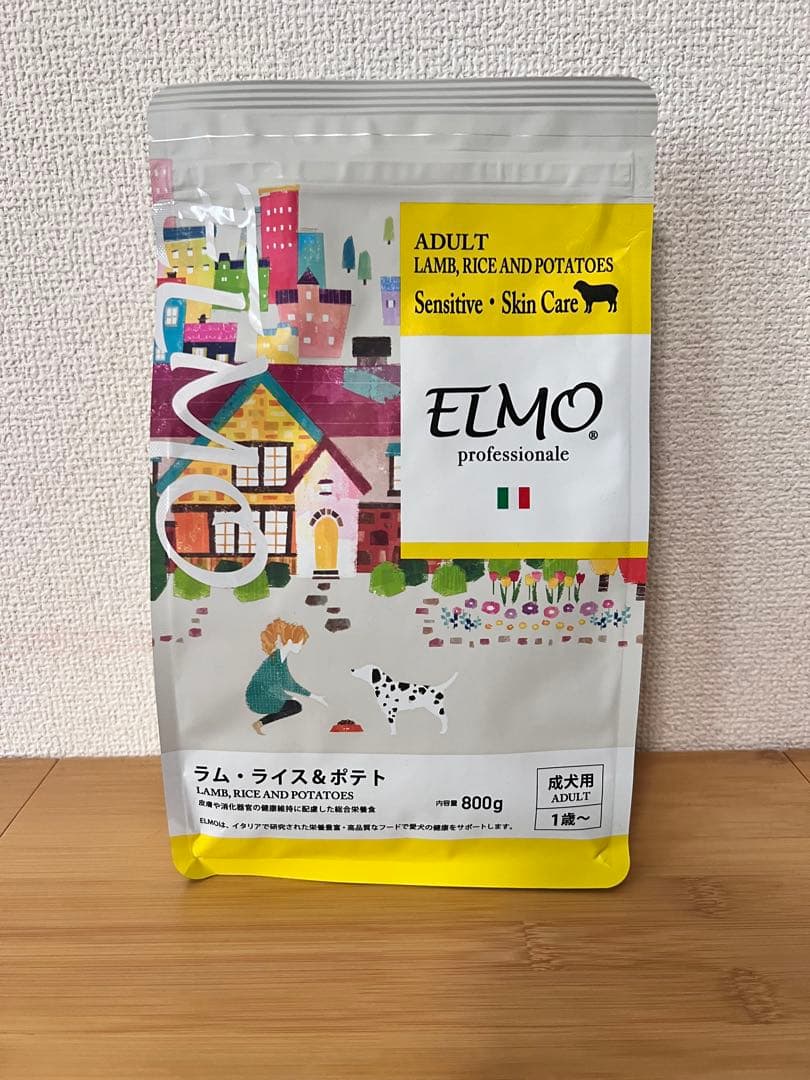 ELMO
ADULT
LAMB, RICE AND POTATOES
Sensitive・Skin Care
ELMO®
professionale
ラム・ライス&ポテト
LAMB, RICE AND POTATOES
皮膚や消化器官の健康維持に配慮した総合栄養食
ELMOは、イタリアで研究された栄養豊富・高品質なフードで愛犬の健康をサポートします。
内容量 800g
成犬用
ADULT
1歳～